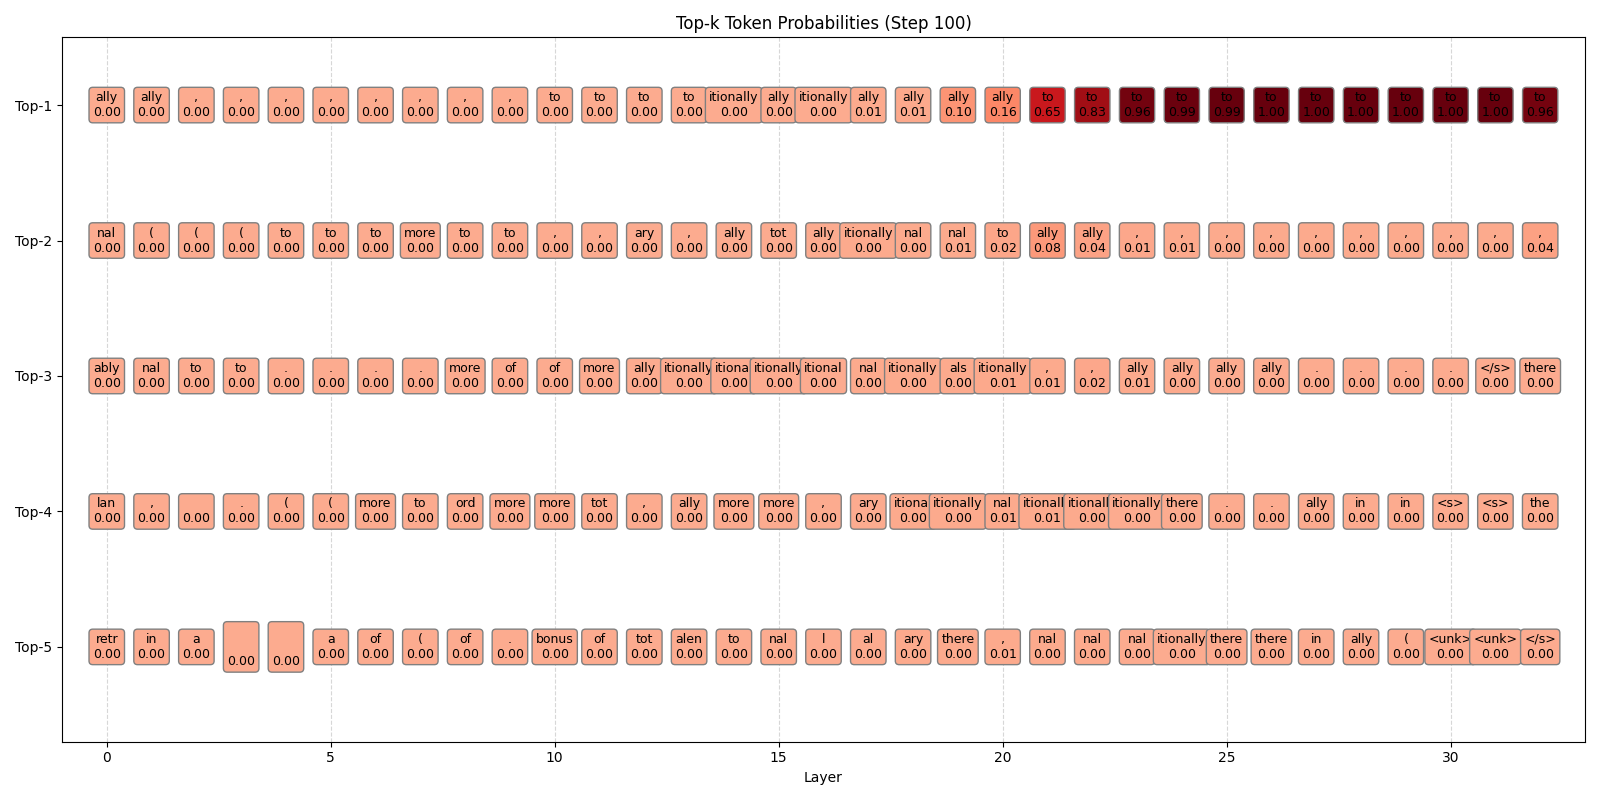 Top-k Token Probabilities (Step 100)
Top-1
ally ally , , , , , , , , to to to to itionally ally itionally ally ally ally ally to to to to to to to to to to to to
0.00 0.00 0.00 0.00 0.00 0.00 0.00 0.00 0.00 0.00 0.00 0.00 0.00 0.00 0.00 0.00 0.00 0.01 0.01 0.10 0.16 0.65 0.83 0.96 0.99 0.99 1.00 1.00 1.00 1.00 1.00 1.00 0.96
Top-2
nal ( ( ( to to to more to to , , ary , ally tot ally itionally nal nal to ally ally , , , , , , , , , ,
0.00 0.00 0.00 0.00 0.00 0.00 0.00 0.00 0.00 0.00 0.00 0.00 0.00 0.00 0.00 0.00 0.00 0.00 0.00 0.01 0.02 0.08 0.04 0.01 0.01 0.00 0.00 0.00 0.00 0.00 0.00 0.00 0.04
Top-3
ably nal to to . . . . more of of more ally itionally itiona itionally itional nal itionally als itionally , , ally ally ally ally . . . . </s> there
0.00 0.00 0.00 0.00 0.00 0.00 0.00 0.00 0.00 0.00 0.00 0.00 0.00 0.00 0.00 0.00 0.00 0.00 0.00 0.00 0.01 0.01 0.02 0.01 0.00 0.00 0.00 0.00 0.00 0.00 0.00 0.00 0.00
Top-4
lan , . ( ( more to ord more more tot , ally more more , ary itiona itionally nal itionall itionall itionally there . . ally in in <s> <s> the
0.00 0.00 0.00 0.00 0.00 0.00 0.00 0.00 0.00 0.00 0.00 0.00 0.00 0.00 0.00 0.00 0.00 0.00 0.00 0.00 0.01 0.01 0.00 0.00 0.00 0.00 0.00 0.00 0.00 0.00 0.00 0.00 0.00
Top-5
retr in a a of ( of . bonus of tot alen to nal l al ary there , nal nal nal itionally there there in ally ( <unk> <unk> </s>
0.00 0.00 0.00 0.00 0.00 0.00 0.00 0.00 0.00 0.00 0.00 0.00 0.00 0.00 0.00 0.00 0.00 0.00 0.00 0.00 0.01 0.00 0.00 0.00 0.00 0.00 0.00 0.00 0.00 0.00 0.00 0.00 0.00
0 5 10 15 20 25 30
Layer